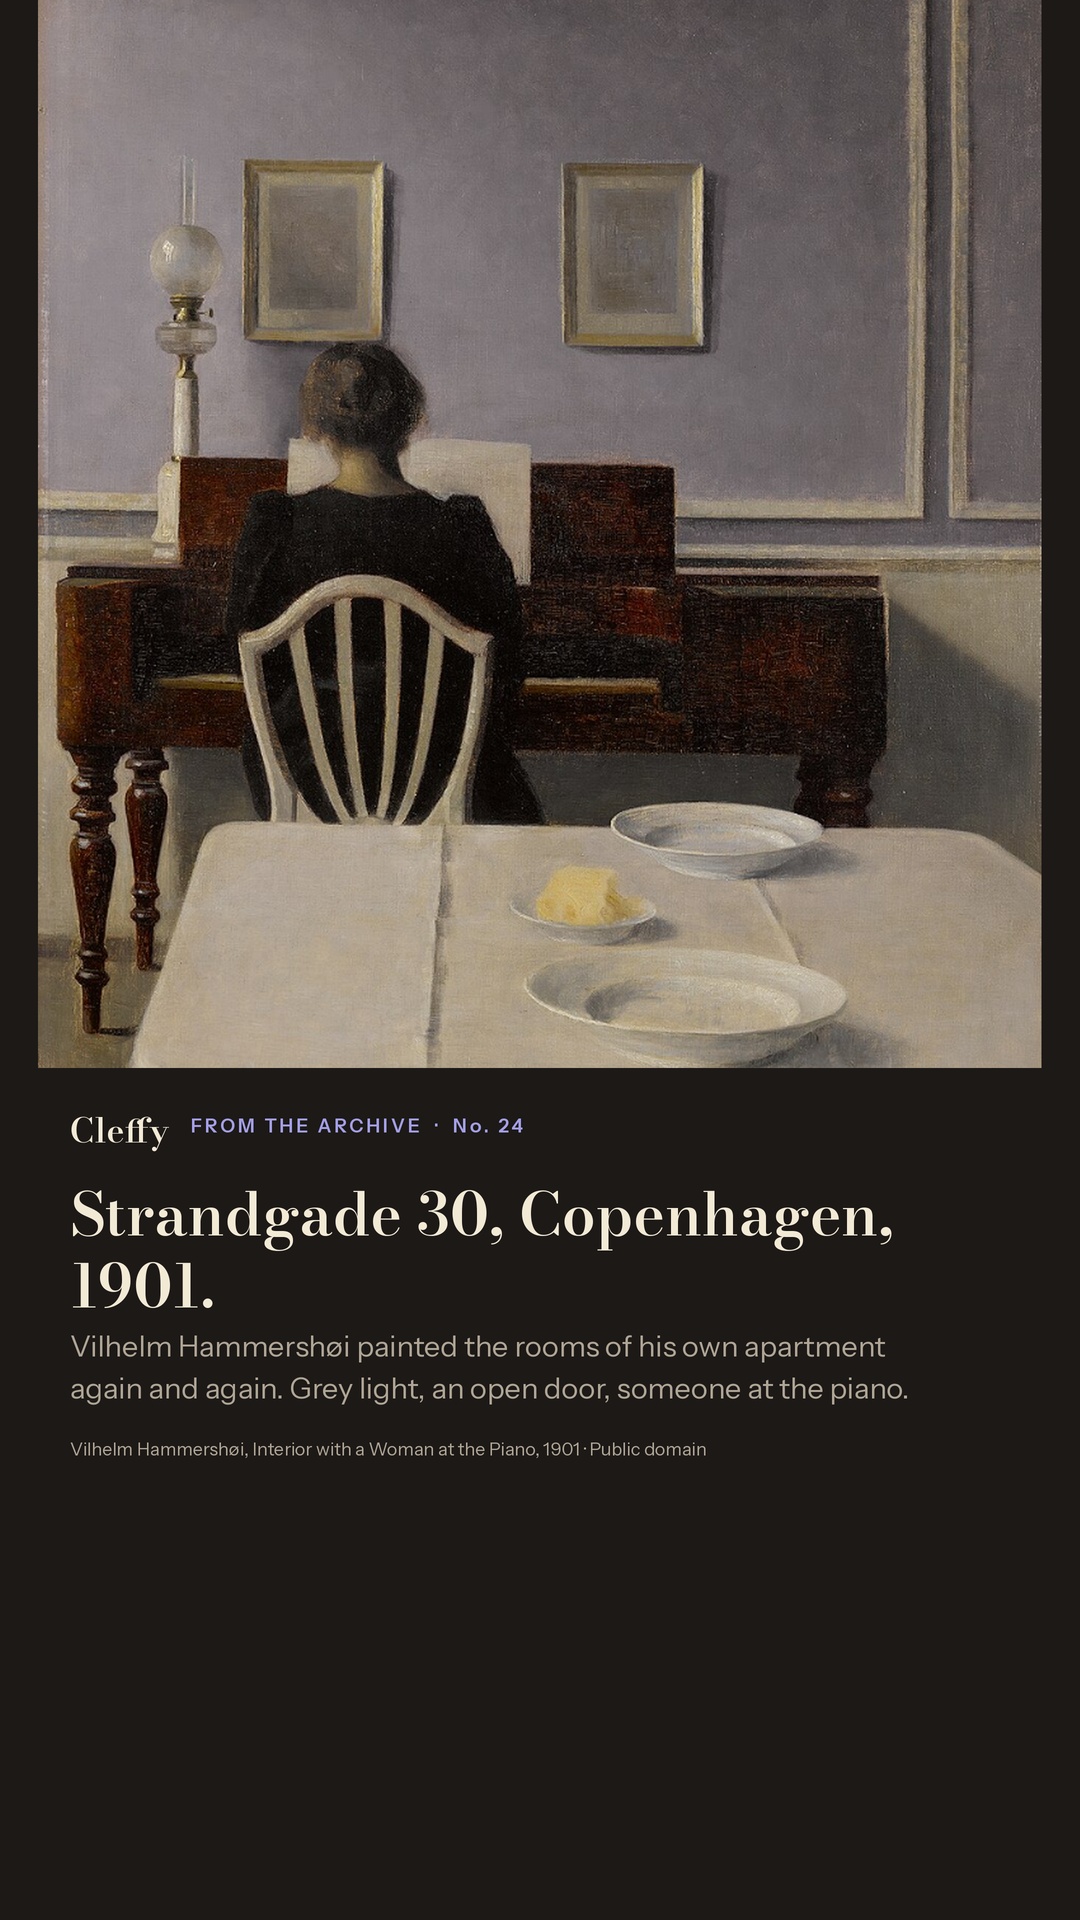 Cleffy FROM THE ARCHIVE · No. 24
Strandgade 30, Copenhagen,
1901.
Vilhelm Hammershøi painted the rooms of his own apartment
again and again. Grey light, an open door, someone at the piano.
Vilhelm Hammershøi, Interior with a Woman at the Piano, 1901 · Public domain